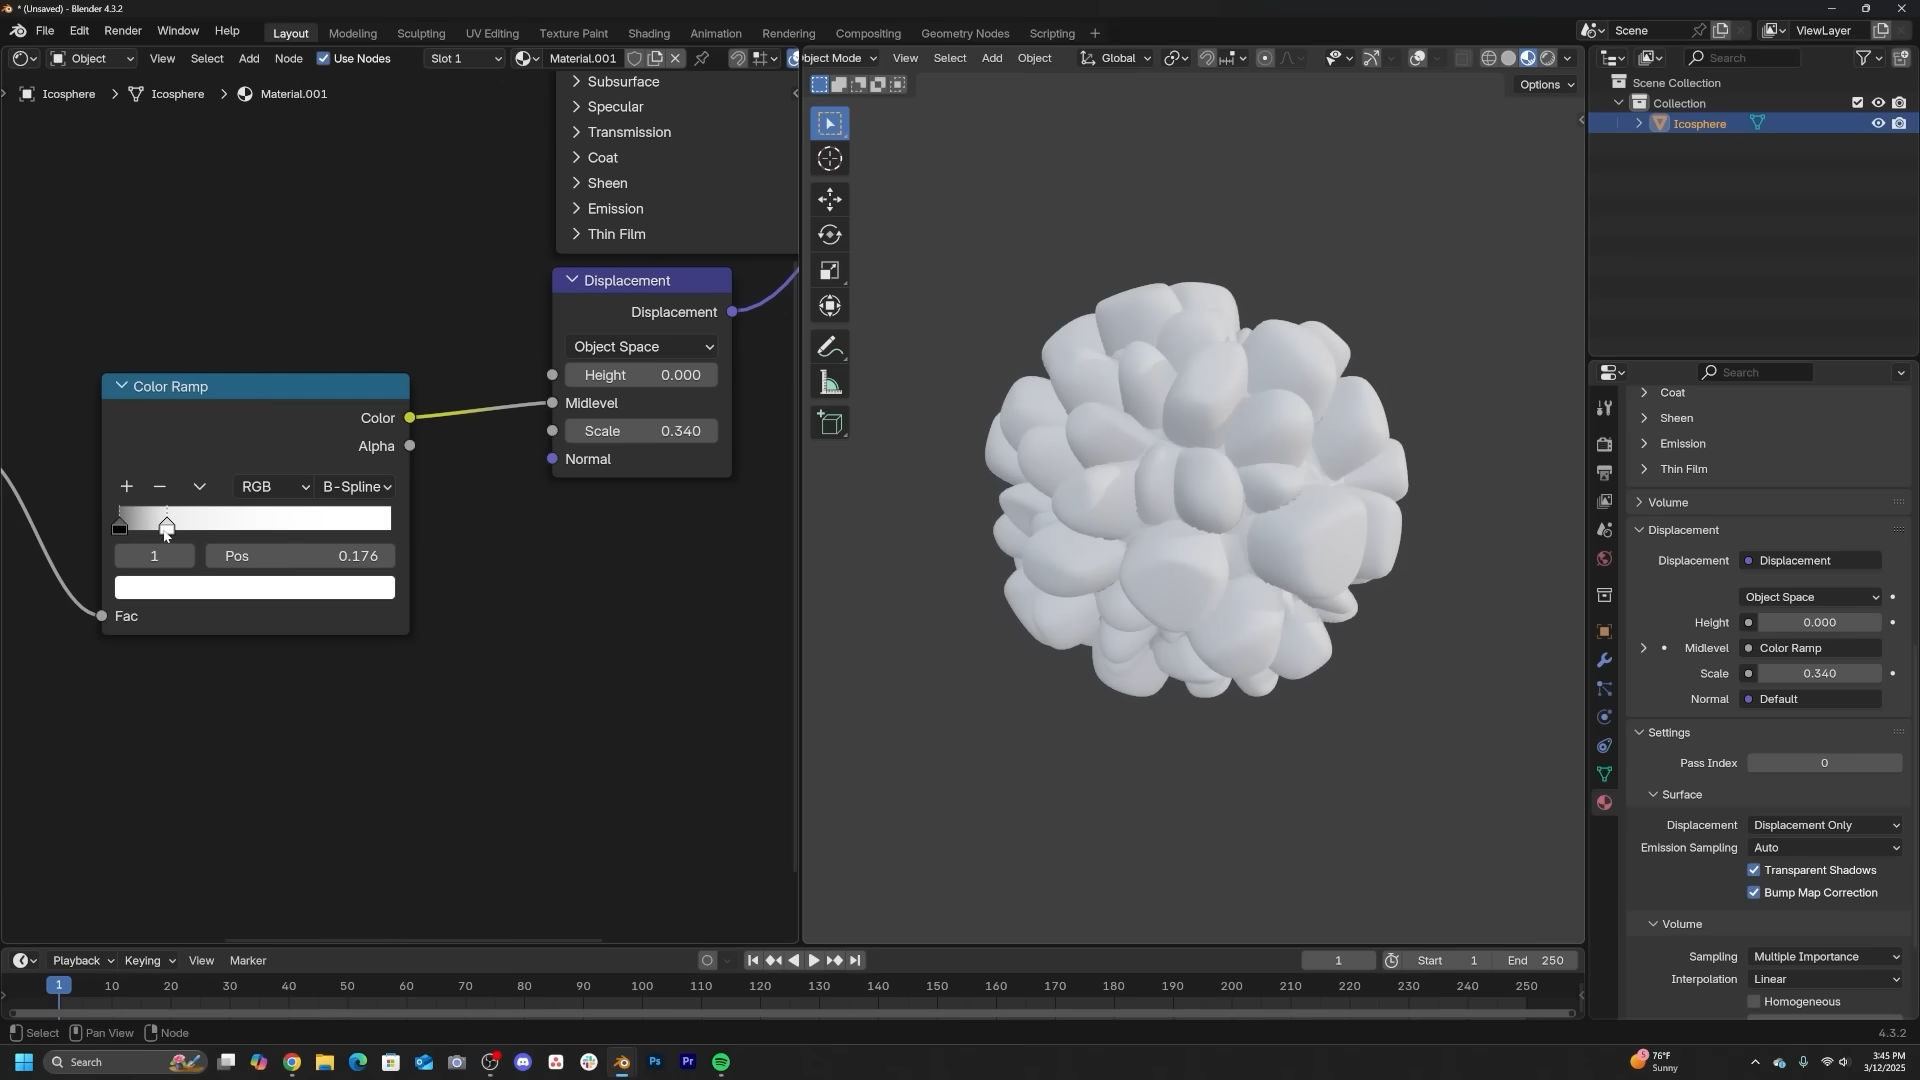 * (Unsaved) - Blender 4.3.2
File Edit Render Window Help Layout Modeling Sculpting UV Editing Texture Paint Shading Animation Rendering Compositing Geometry Nodes Scripting + Scene ViewLayer
Object View Select Add Node Use Nodes Slot 1 Material.001
Object Mode View Select Add Object Global
Search
Icosphere > Icosphere > Material.001
Options
Scene Collection
Collection
Icosphere
Subsurface
Specular
Transmission
Coat
Sheen
Emission
Thin Film
Displacement
Displacement
Object Space
Height 0.000
Midlevel
Scale 0.340
Normal
Color Ramp
Color
Alpha
RGB B-Spline
1 Pos 0.176
Fac
Search
Coat
Sheen
Emission
Thin Film
Volume
Displacement
Displacement Displacement
Object Space
Height 0.000
Midlevel Color Ramp
Scale 0.340
Normal Default
Settings
Pass Index 0
Surface
Displacement Displacement Only
Emission Sampling Auto
Transparent Shadows
Bump Map Correction
Volume
Sampling Multiple Importance
Interpolation Linear
Homogeneous
Playback Keying View Marker 1 Start 1 End 250
1 10 20 30 40 50 60 70 80 90 100 110 120 130 140 150 160 170 180 190 200 210 220 230 240 250
Select Pan View Node 4.3.2
Search Ps Pr 76°F
Sunny
3:45 PM
3/12/2025